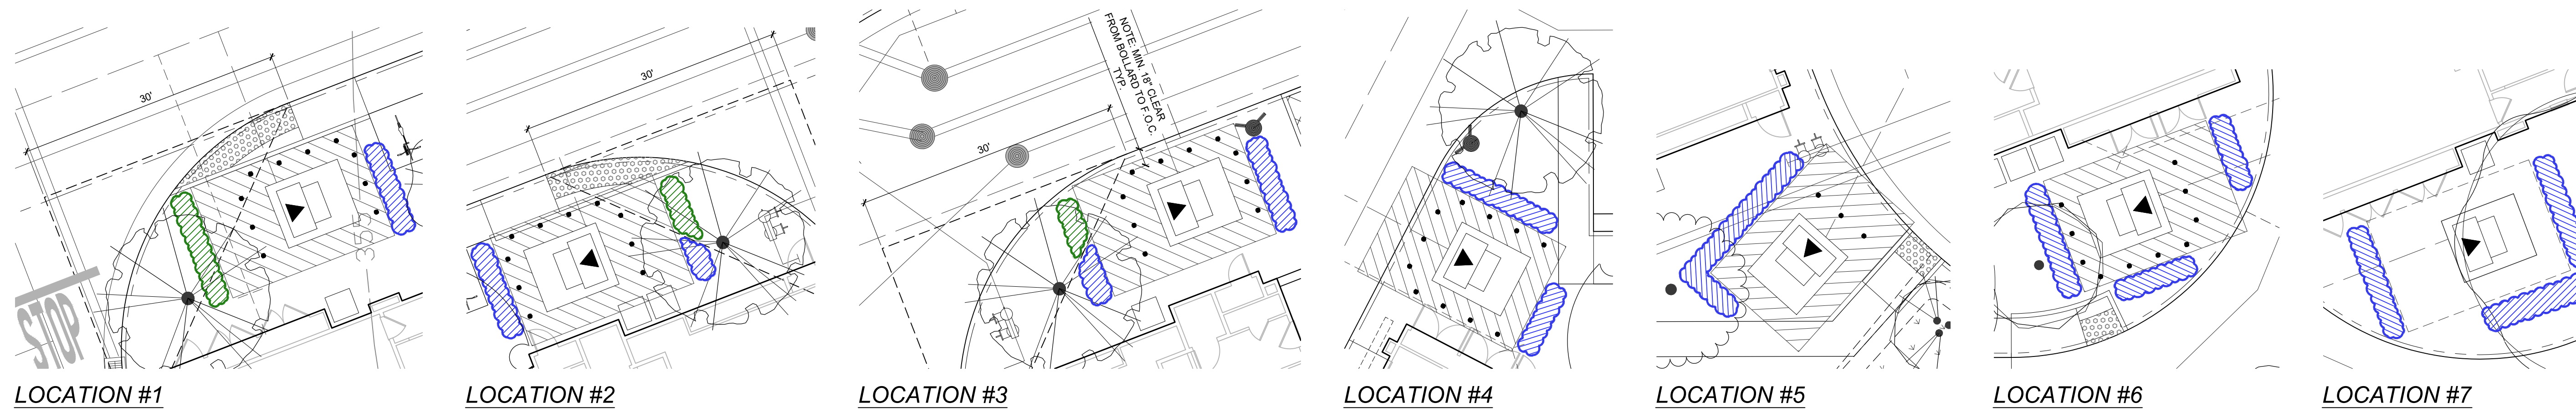 30'
30'
30'
NOTE: MIN. 18" CLEAR
FROM BOLLARD TO F.O.C.
TYP.
STOP
LOCATION #1
LOCATION #2
LOCATION #3
LOCATION #4
LOCATION #5
LOCATION #6
LOCATION #7